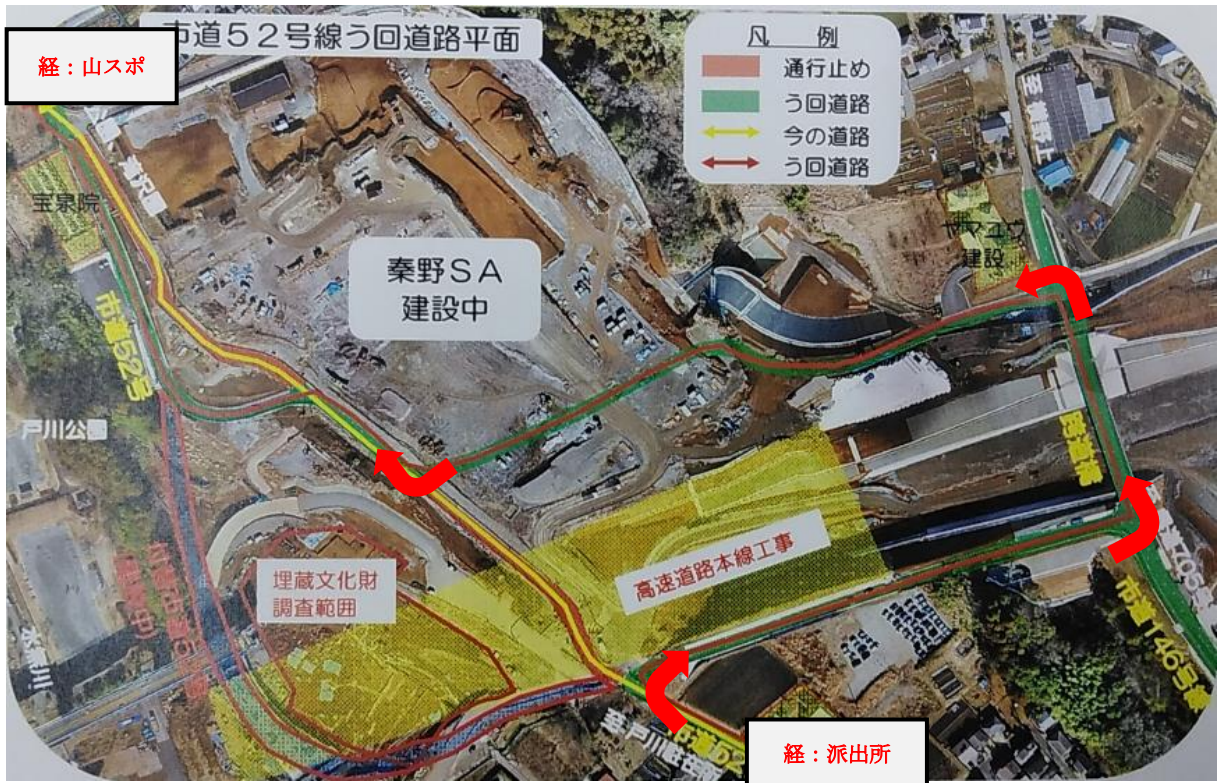 市道５２号線う回道路平面
経：山スポ
凡　例
通行止め
う回道路
今の道路
う回道路
宝泉院
滝沢
秦野ＳＡ
建設中
ヤマユウ
建設
市道52号
戸川公園
埋蔵文化財
調査範囲
高速道路本線工事
市道146号線
経：派出所